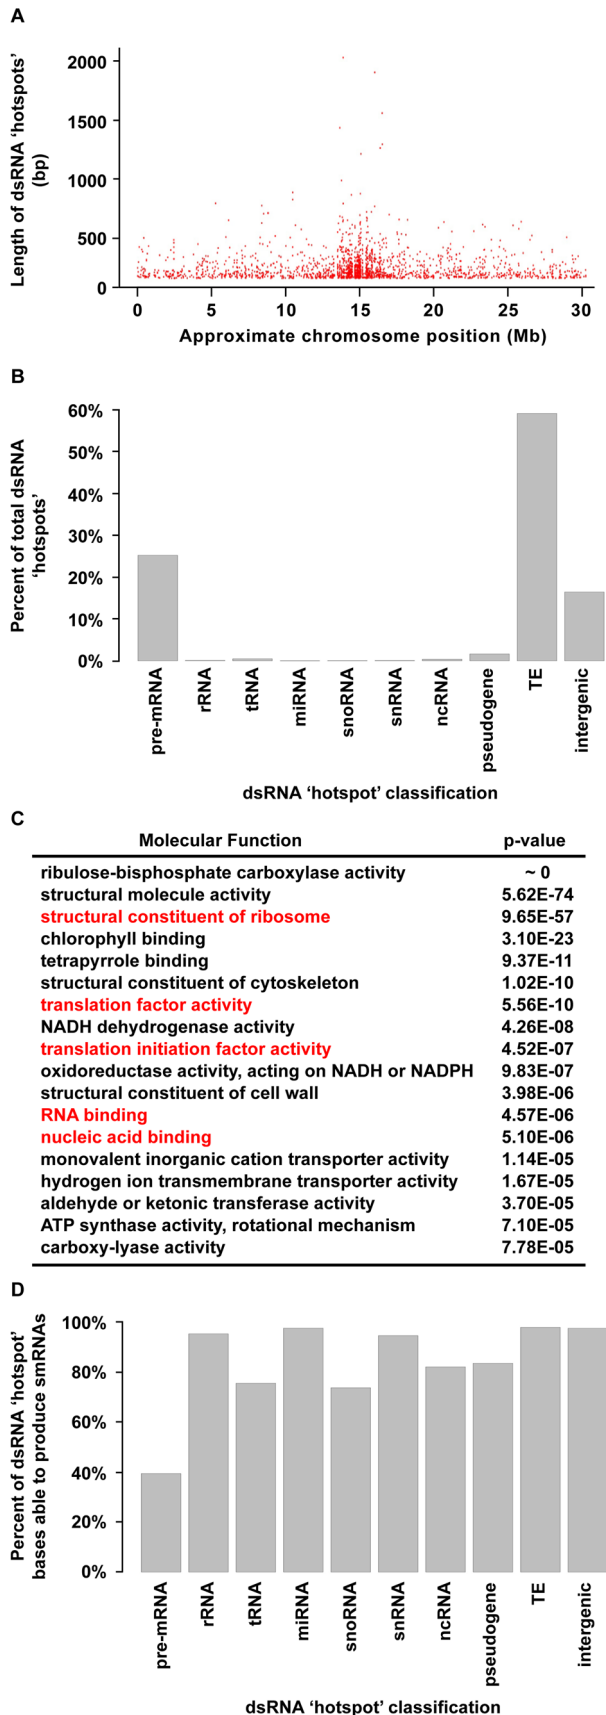 A
Length of dsRNA ‘hotspots’
(bp)
2000
1500
1000
500
0
0 5 10 15 20 25 30
Approximate chromosome position (Mb)
B
Percent of total dsRNA
‘hotspots’
60%
50%
40%
30%
20%
10%
0%
pre-mRNA
rRNA
tRNA
miRNA
snoRNA
snRNA
ncRNA
pseudogene
TE
intergenic
dsRNA ‘hotspot’ classification
C
Molecular Function p-value
ribulose-bisphosphate carboxylase activity ~ 0
structural molecule activity 5.62E-74
structural constituent of ribosome 9.65E-57
chlorophyll binding 3.10E-23
tetrapyrrole binding 9.37E-11
structural constituent of cytoskeleton 1.02E-10
translation factor activity 5.56E-10
NADH dehydrogenase activity 4.26E-08
translation initiation factor activity 4.52E-07
oxidoreductase activity, acting on NADH or NADPH 9.83E-07
structural constituent of cell wall 3.98E-06
RNA binding 4.57E-06
nucleic acid binding 5.10E-06
monovalent inorganic cation transporter activity 1.14E-05
hydrogen ion transmembrane transporter activity 1.67E-05
aldehyde or ketonic transferase activity 3.70E-05
ATP synthase activity, rotational mechanism 7.10E-05
carboxy-lyase activity 7.78E-05
D
Percent of dsRNA ‘hotspot’
bases able to produce smRNAs
100%
80%
60%
40%
20%
0%
pre-mRNA
rRNA
tRNA
miRNA
snoRNA
snRNA
ncRNA
pseudogene
TE
intergenic
dsRNA ‘hotspot’ classification